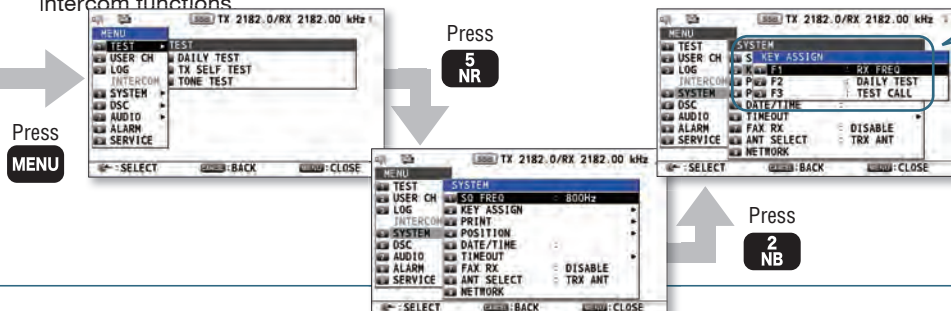 intercom functions
TX 2182.0/RX 2182.00 kHz
MENU
TEST
USER CH
LOG
INTERCOM
SYSTEM
DSC
AUDIO
ALARM
SERVICE
TEST
DAILY TEST
TX SELF TEST
TONE TEST
:SELECT
:BACK
:CLOSE
Press
MENU
Press
5
NR
TX 2182.0/RX 2182.00 kHz
MENU
TEST
USER CH
LOG
INTERCOM
SYSTEM
DSC
AUDIO
ALARM
SERVICE
SYSTEM
SQ FREQ : 800Hz
KEY ASSIGN
PRINT
POSITION
DATE/TIME :
TIMEOUT
FAX RX : DISABLE
ANT SELECT : TRX ANT
NETWORK
:SELECT
CANCEL:BACK
:CLOSE
Press
2
NB
TX 2182.0/RX 2182.00 kHz
MENU
TEST
USER CH
LOG
INTERCOM
SYSTEM
DSC
AUDIO
ALARM
SERVICE
SYSTEM
S
K
P
P
KEY ASSIGN
F1 : RX FREQ
F2 : DAILY TEST
F3 : TEST CALL
DATE/TIME :
TIMEOUT
FAX RX : DISABLE
ANT SELECT : TRX ANT
NETWORK
:SELECT
:BACK
:CLOSE